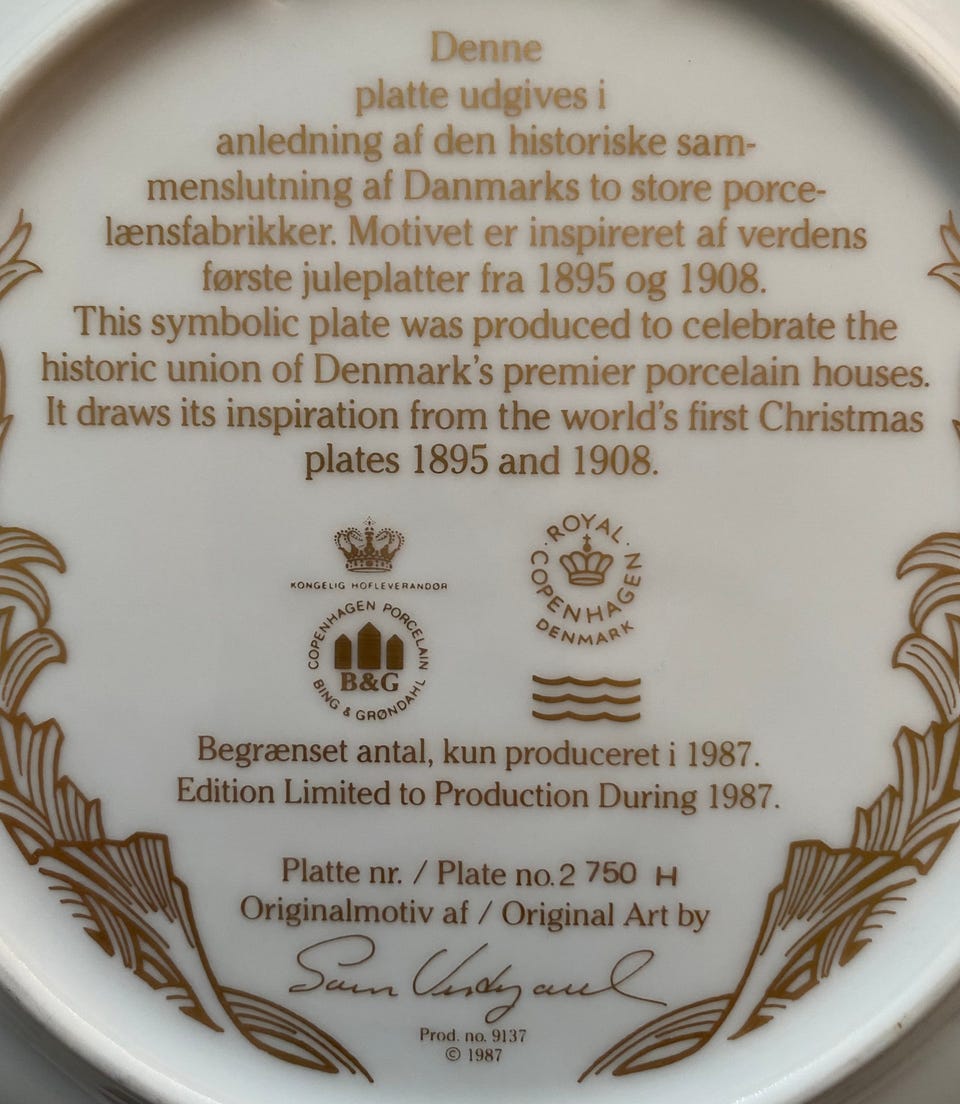 Denne
platte udgives i
anledning af den historiske sam-
menslutning af Danmarks to store porce-
lænsfabrikker. Motivet er inspireret af verdens
første juleplatter fra 1895 og 1908.
This symbolic plate was produced to celebrate the
historic union of Denmark's premier porcelain houses.
It draws its inspiration from the world's first Christmas
plates 1895 and 1908.
KONGELIG HOFLEVERANDØR
COPENHAGEN PORCELAIN
B&G
BING & GRØNDAHL
· ROYAL ·
COPENHAGEN
DENMARK
Begrænset antal, kun produceret i 1987.
Edition Limited to Production During 1987.
Platte nr. / Plate no. 2 750 H
Originalmotiv af / Original Art by
Prod. no. 9137
© 1987